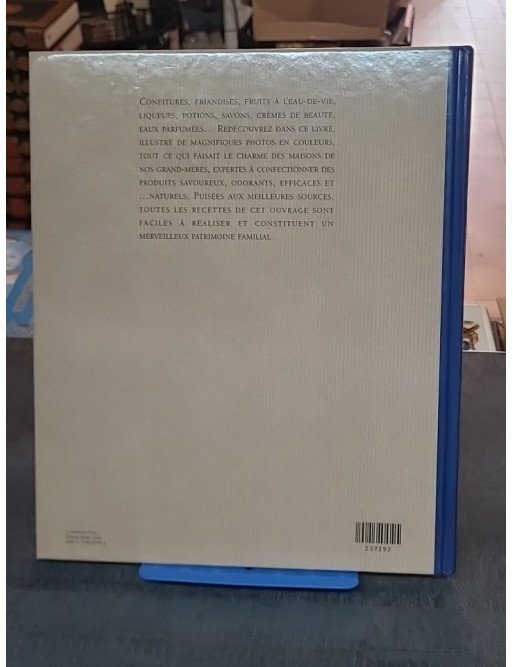 CONFITURES, FRIANDISES, FRUITS À L'EAU-DE-VIE,
LIQUEURS, POTIONS, SAVONS, CRÈMES DE BEAUTÉ,
EAUX PARFUMÉES... REDÉCOUVREZ DANS CE LIVRE,
ILLUSTRÉ DE MAGNIFIQUES PHOTOS EN COULEURS,
TOUT CE QUI FAISAIT LE CHARME DES MAISONS DE
NOS GRAND-MÈRES, EXPERTES À CONFECTIONNER DES
PRODUITS SAVOUREUX, ODORANTS, EFFICACES ET
...NATURELS. PUISÉES AUX MEILLEURES SOURCES,
TOUTES LES RECETTES DE CET OUVRAGE SONT
FACILES À RÉALISER ET CONSTITUENT UN
MERVEILLEUX PATRIMOINE FAMILIAL.
237292